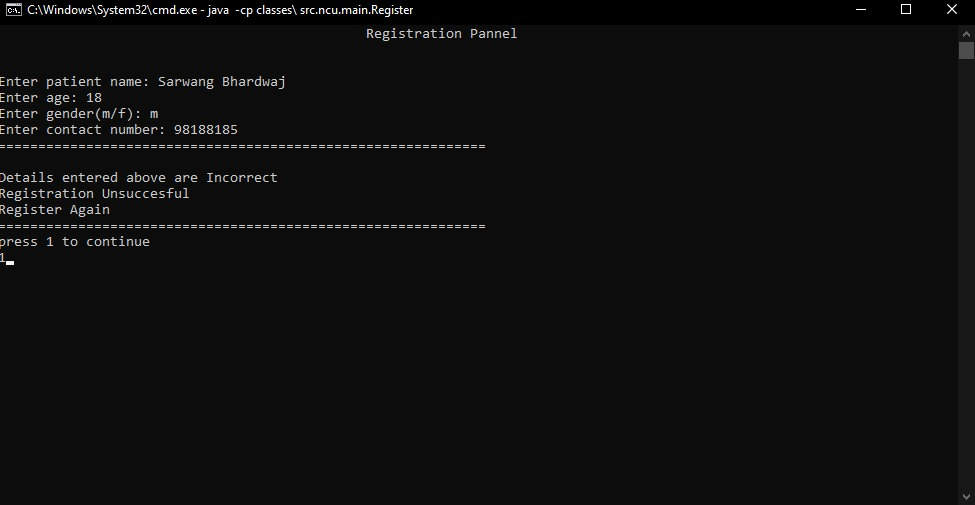 C:\Windows\System32\cmd.exe - java -cp classes\ src.ncu.main.Register
Registration Pannel
Enter patient name: Sarwang Bhardwaj
Enter age: 18
Enter gender(m/f): m
Enter contact number: 98188185
=============================================================
Details entered above are Incorrect
Registration Unsuccesful
Register Again
=============================================================
press 1 to continue
1